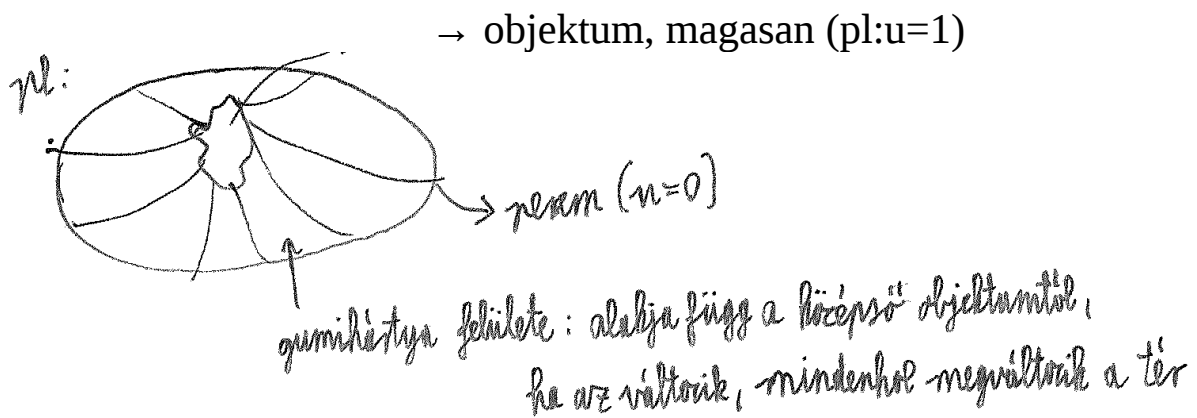 → objektum, magasan (pl:u=1)
pl:
→ perem (u=0)
gumihártya felülete: alakja függ a középső objektumtól,
ha az változik, mindenhol megváltozik a tér